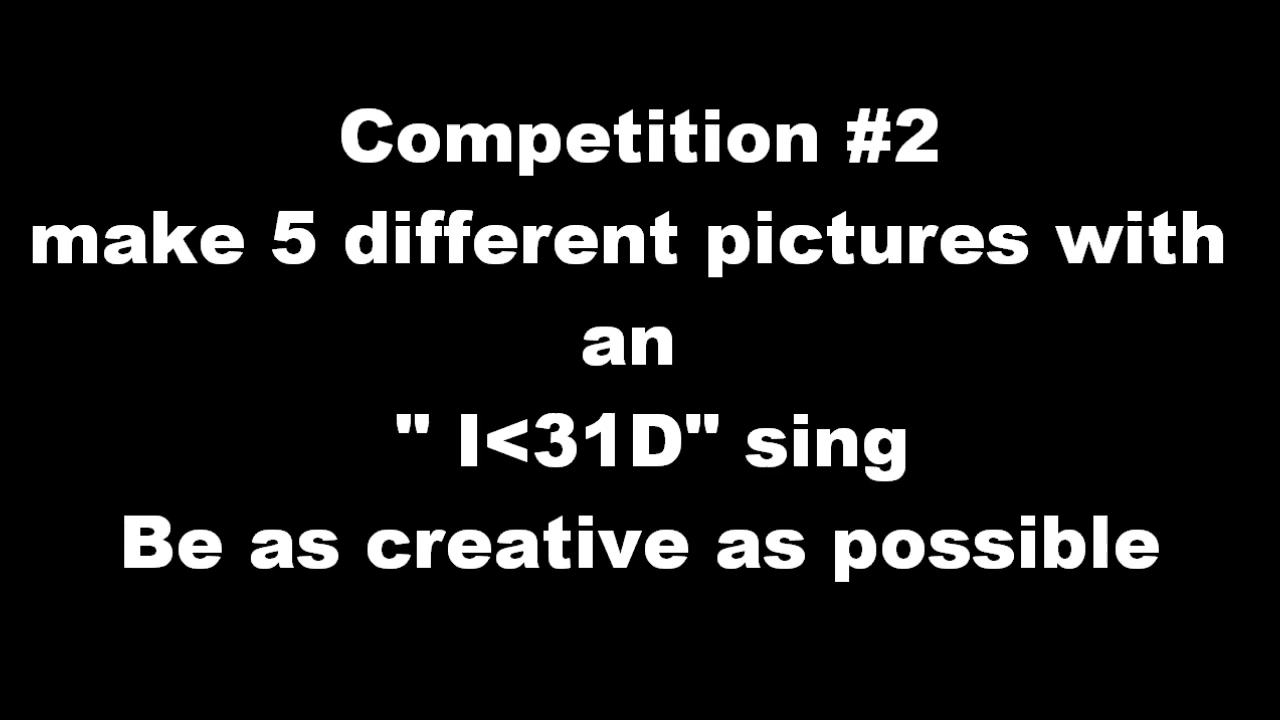 Competition #2
make 5 different pictures with
an
" I<31D" sing
Be as creative as possible